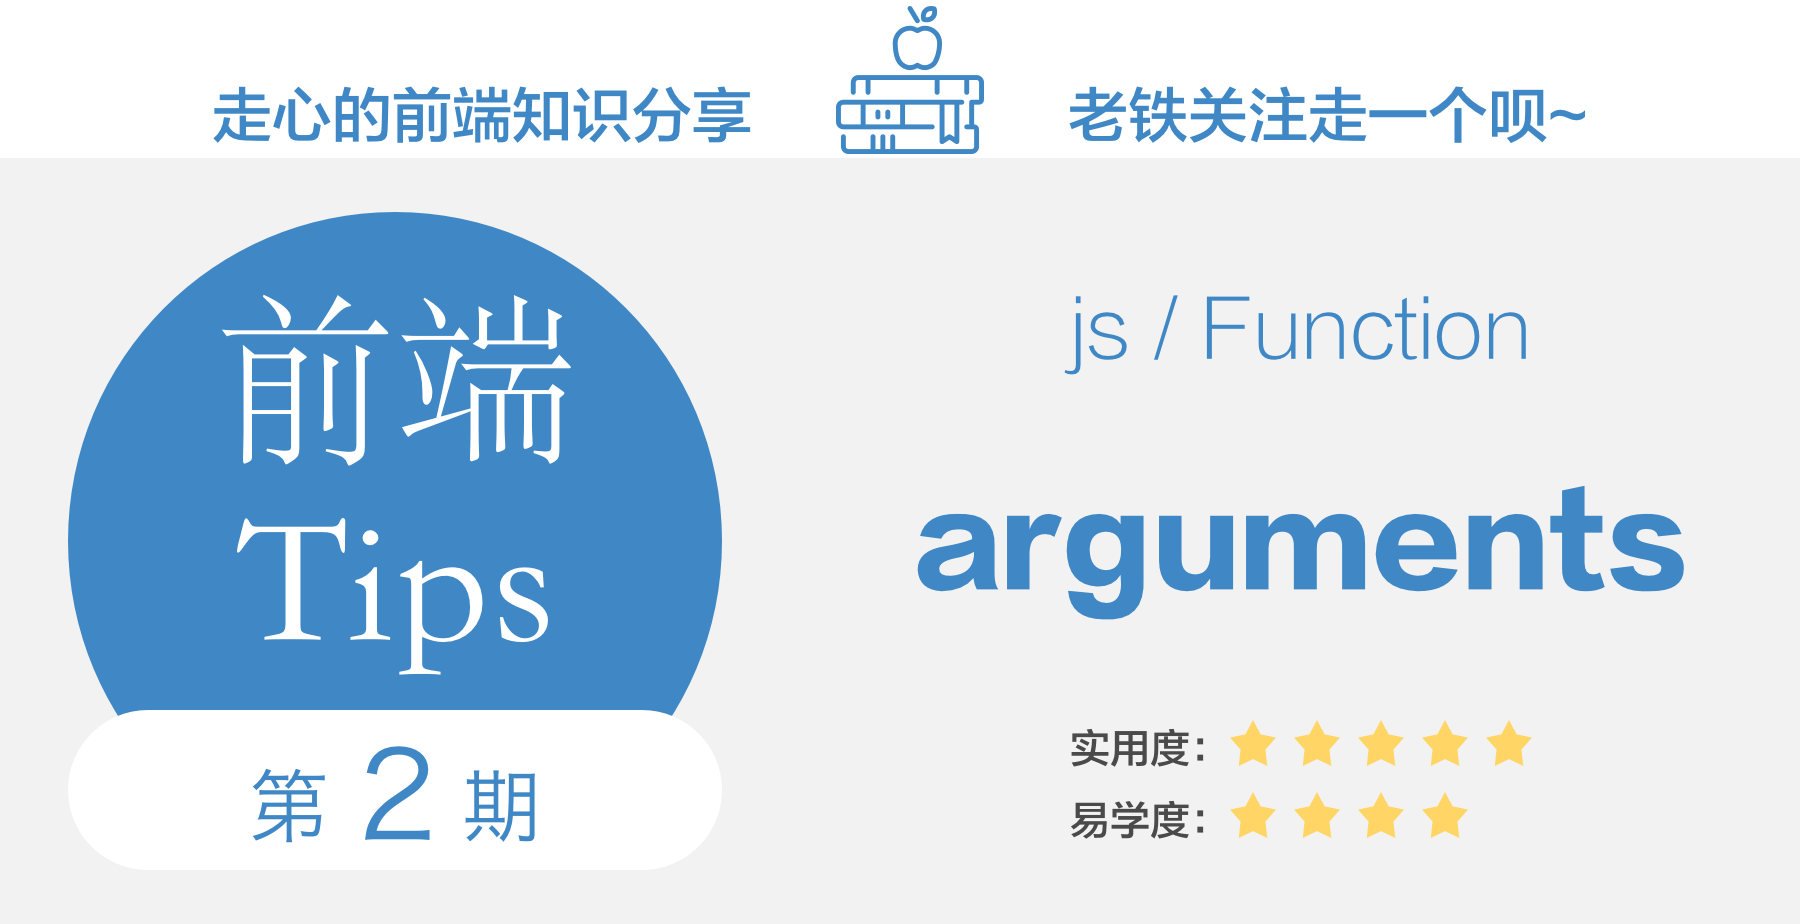 走心的前端知识分享
老铁关注走一个呗~
前端
Tips
第2期
js / Function
arguments
实用度：
易学度：